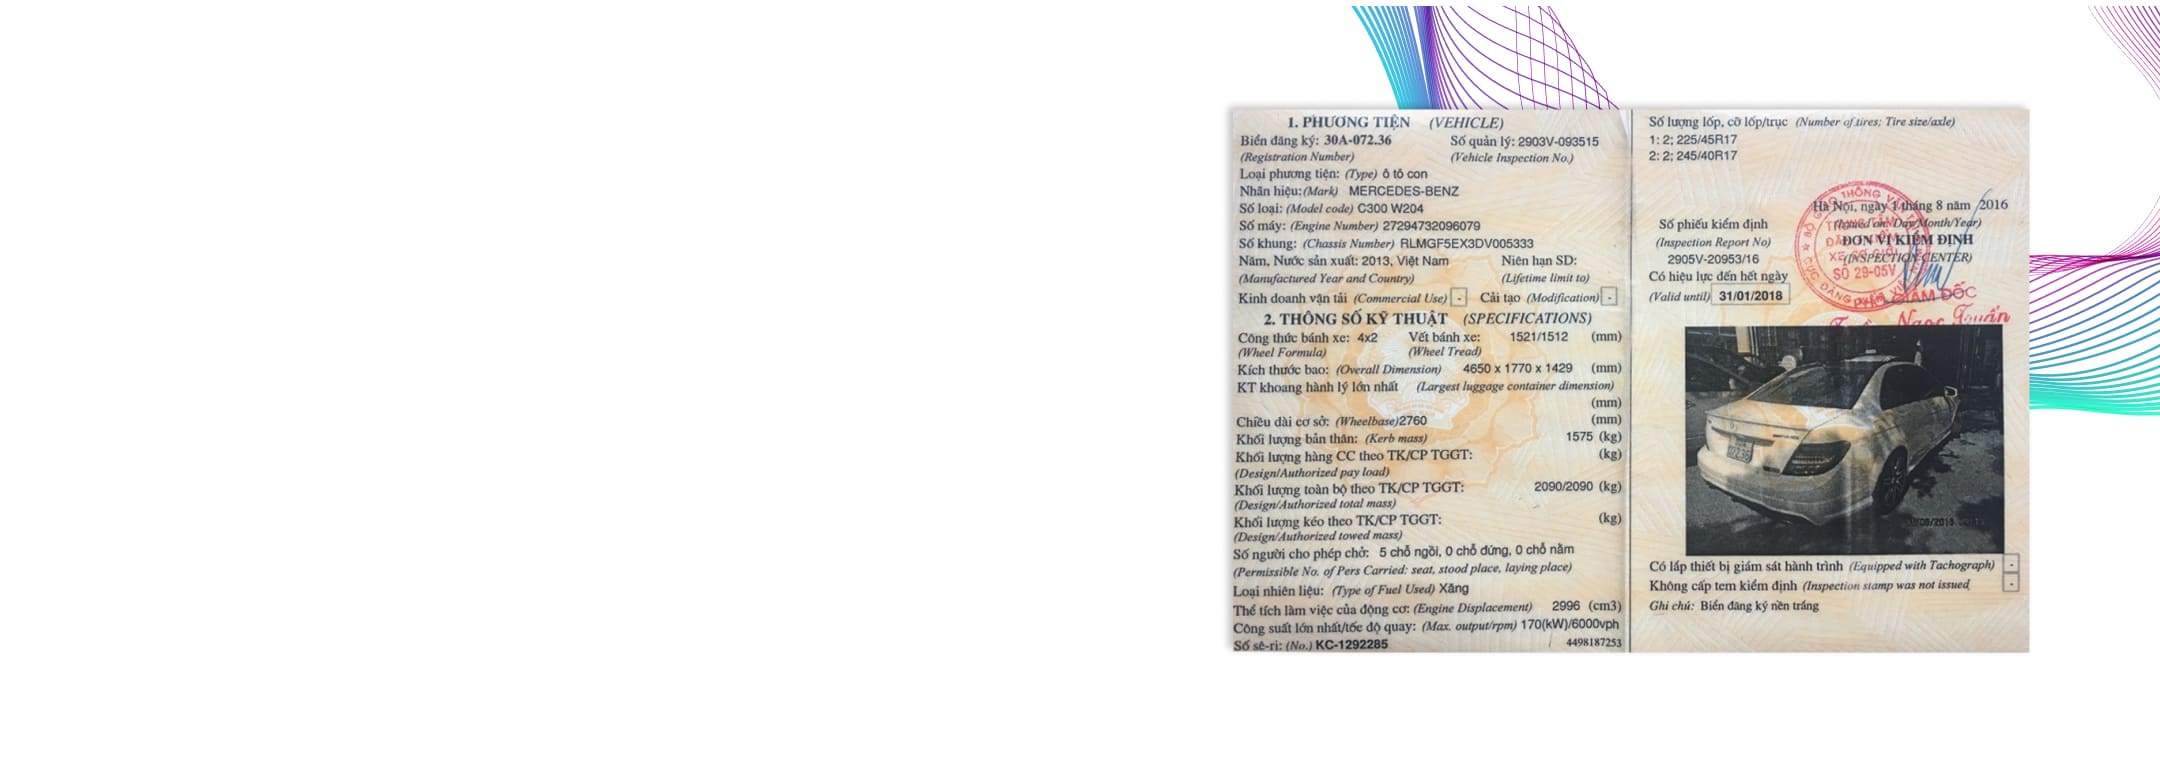 1. PHƯƠNG TIỆN (VEHICLE)
Biển đăng ký: 30A-072.36 Số quản lý: 2903V-093515
(Registration Number) (Vehicle Inspection No.)
Loại phương tiện: (Type) ô tô con
Nhãn hiệu: (Mark) MERCEDES-BENZ
Số loại: (Model code) C300 W204
Số máy: (Engine Number) 27294732096079
Số khung: (Chassis Number) RLMGF5EX3DV005333
Năm, Nước sản xuất: 2013, Việt Nam Niên hạn SD:
(Manufactured Year and Country) (Lifetime limit to)
Kinh doanh vận tải (Commercial Use) - Cải tạo (Modification) -
2. THÔNG SỐ KỸ THUẬT (SPECIFICATIONS)
Công thức bánh xe: 4x2 Vết bánh xe: 1521/1512 (mm)
(Wheel Formula) (Wheel Tread)
Kích thước bao: (Overall Dimension) 4650 x 1770 x 1429 (mm)
KT khoang hành lý lớn nhất (Largest luggage container dimension)
(mm)
Chiều dài cơ sở: (Wheelbase) 2760 (mm)
Khối lượng bản thân: (Kerb mass) 1575 (kg)
Khối lượng hàng CC theo TK/CP TGGT: (kg)
(Design/Authorized pay load)
Khối lượng toàn bộ theo TK/CP TGGT: 2090/2090 (kg)
(Design/Authorized total mass)
Khối lượng kéo theo TK/CP TGGT: (kg)
(Design/Authorized towed mass)
Số người cho phép chở: 5 chỗ ngồi, 0 chỗ đứng, 0 chỗ nằm
(Permissible No. of Pers Carried: seat, stood place, laying place)
Loại nhiên liệu: (Type of Fuel Used) Xăng
Thể tích làm việc của động cơ: (Engine Displacement) 2996 (cm3)
Công suất lớn nhất/tốc độ quay: (Max. output/rpm) 170(kW)/6000vph
Số sê-ri: (No.) KC-1292285 4498187253
Số lượng lốp, cỡ lốp/trục (Number of tires; Tire size/axle)
1: 2; 225/45R17
2: 2; 245/40R17
Hà Nội, ngày 1 tháng 8 năm 2016
(Issued on: Day/Month/Year)
ĐƠN VỊ KIỂM ĐỊNH
(INSPECTION CENTER)
SỐ 29-05V
PHÓ GIÁM ĐỐC
Ngọc
Số phiếu kiểm định
(Inspection Report No)
2905V-20953/16
Có hiệu lực đến hết ngày
(Valid until) 31/01/2018
Có lắp thiết bị giám sát hành trình (Equipped with Tachograph) -
Không cấp tem kiểm định (Inspection stamp was not issued -
Ghi chú: Biển đăng ký nền trắng